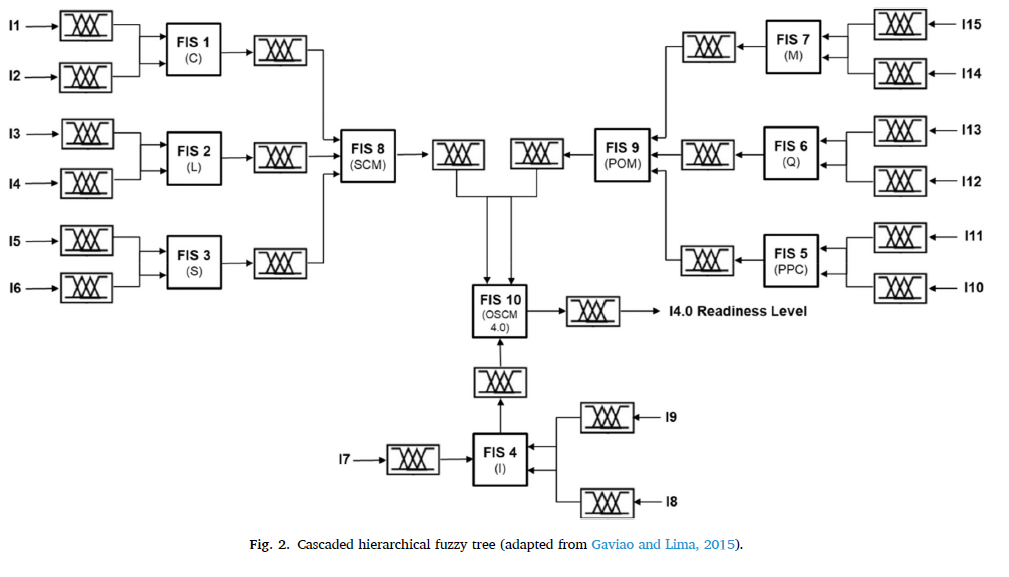 I1
I2
FIS 1
(C)
I3
I4
FIS 2
(L)
I5
I6
FIS 3
(S)
FIS 8
(SCM)
FIS 9
(POM)
FIS 7
(M)
I15
I14
FIS 6
(Q)
I13
I12
FIS 5
(PPC)
I11
I10
FIS 10
(OSCM
4.0)
I4.0 Readiness Level
I7
FIS 4
(I)
I9
I8
Fig. 2. Cascaded hierarchical fuzzy tree (adapted from Gaviao and Lima, 2015).